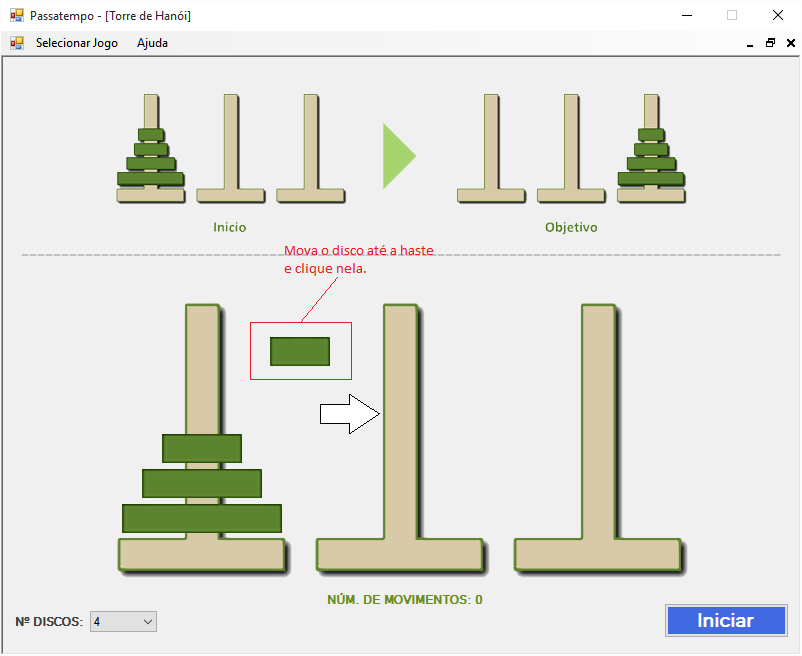 Passatempo - [Torre de Hanói]
Selecionar Jogo Ajuda
Inicio Objetivo
Mova o disco até a haste
e clique nela.
NÚM. DE MOVIMENTOS: 0
Nº DISCOS: 4
Iniciar